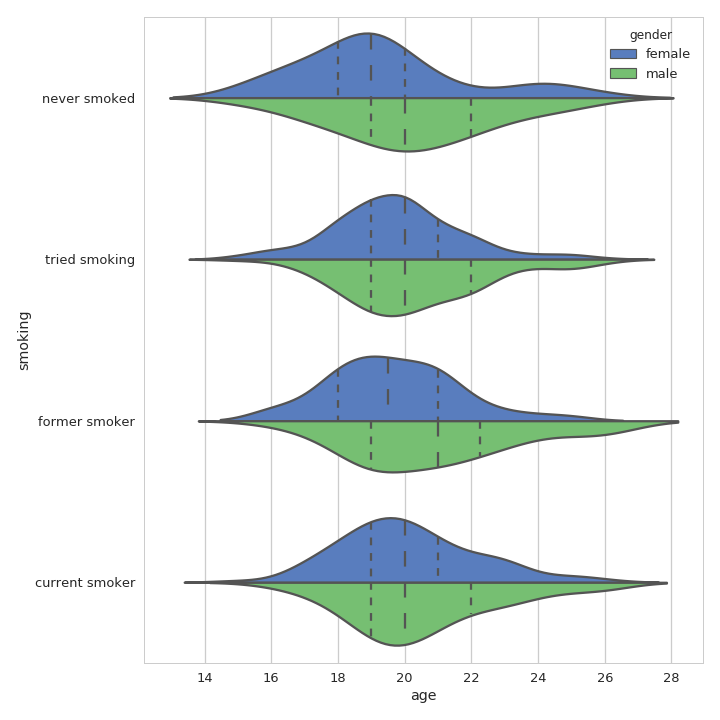 gender
female
male
never smoked
tried smoking
smoking
former smoker
current smoker
14 16 18 20 22 24 26 28
age